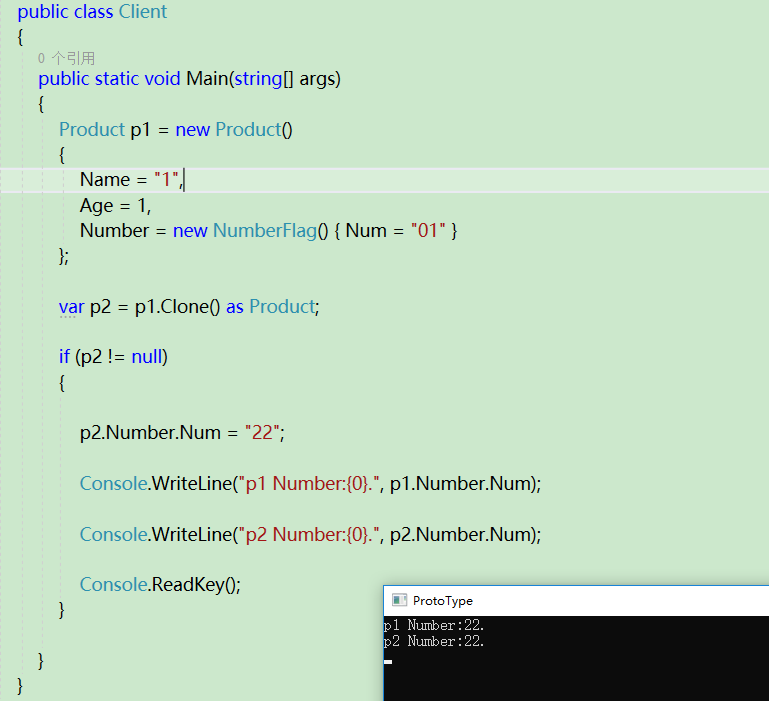 public class Client
{
0 个引用
public static void Main(string[] args)
{
Product p1 = new Product()
{
Name = "1",
Age = 1,
Number = new NumberFlag() { Num = "01" }
};
var p2 = p1.Clone() as Product;
if (p2 != null)
{
p2.Number.Num = "22";
Console.WriteLine("p1 Number:{0}.", p1.Number.Num);
Console.WriteLine("p2 Number:{0}.", p2.Number.Num);
Console.ReadKey();
}
}
}
ProtoType
p1 Number:22.
p2 Number:22.